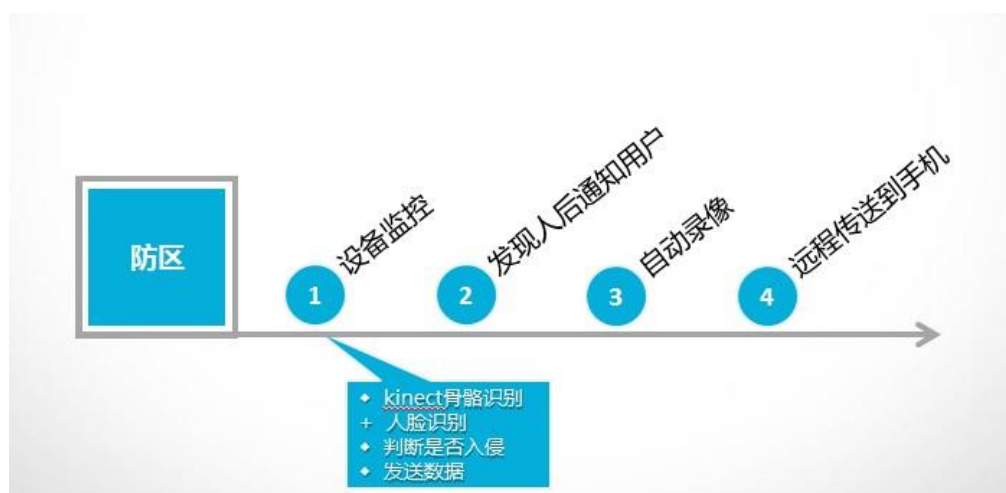 防区
1
设备监控
2
发现人后通知用户
3
自动录像
4
远程传送到手机
◆ kinect骨骼识别
+ 人脸识别
◆ 判断是否入侵
◆ 发送数据